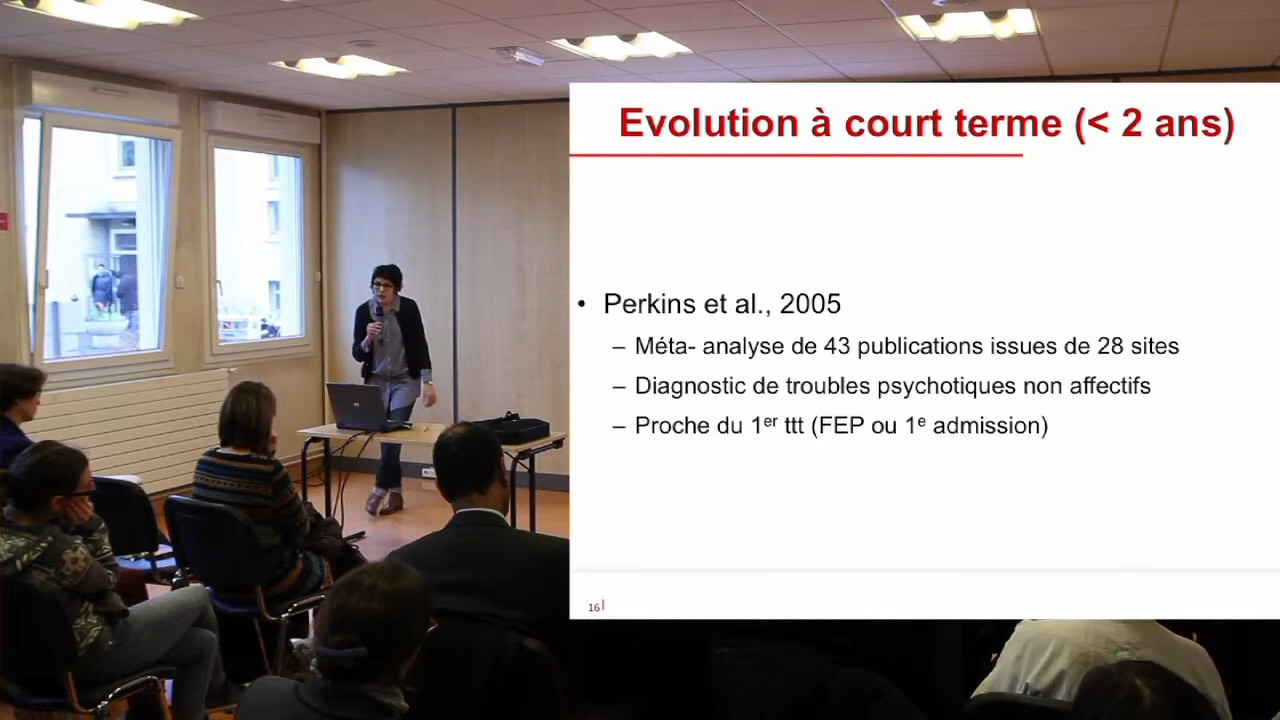 Evolution à court terme (< 2 ans)
• Perkins et al., 2005
– Méta- analyse de 43 publications issues de 28 sites
– Diagnostic de troubles psychotiques non affectifs
– Proche du 1er ttt (FEP ou 1e admission)
16